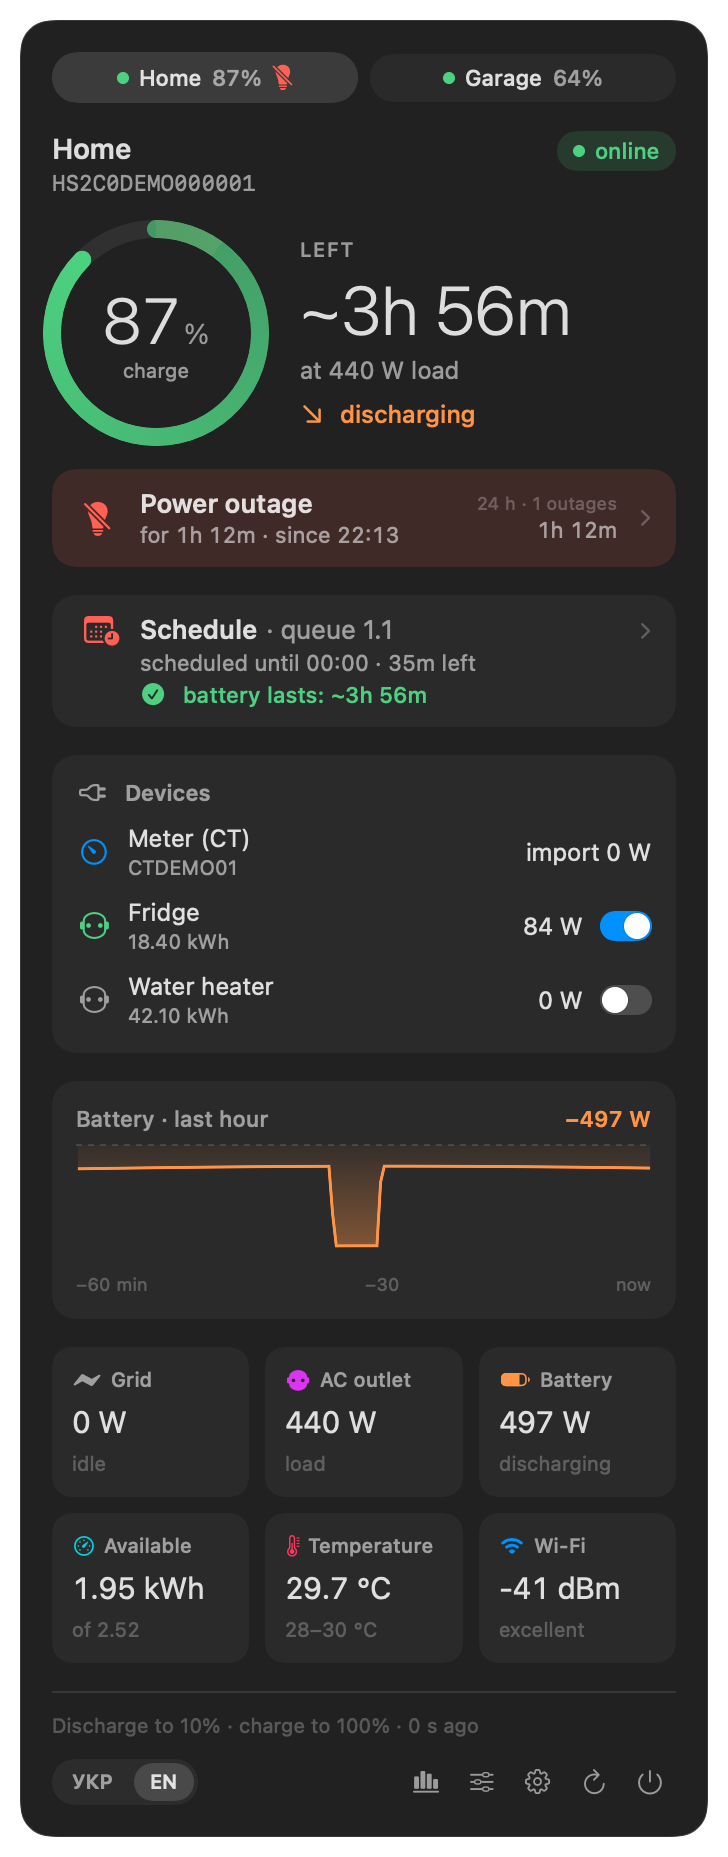 Home 87%
Garage 64%
Home
online
HS2C0DEMO000001
87 %
charge
LEFT
~3h 56m
at 440 W load
discharging
Power outage
for 1h 12m · since 22:13
24 h · 1 outages
1h 12m
Schedule · queue 1.1
scheduled until 00:00 · 35m left
battery lasts: ~3h 56m
Devices
Meter (CT)
CTDEMO01
import 0 W
Fridge
18.40 kWh
84 W
Water heater
42.10 kWh
0 W
Battery · last hour
−497 W
−60 min
−30
now
Grid
0 W
idle
AC outlet
440 W
load
Battery
497 W
discharging
Available
1.95 kWh
of 2.52
Temperature
29.7 °C
28–30 °C
Wi-Fi
-41 dBm
excellent
Discharge to 10% · charge to 100% · 0 s ago
УКР
EN